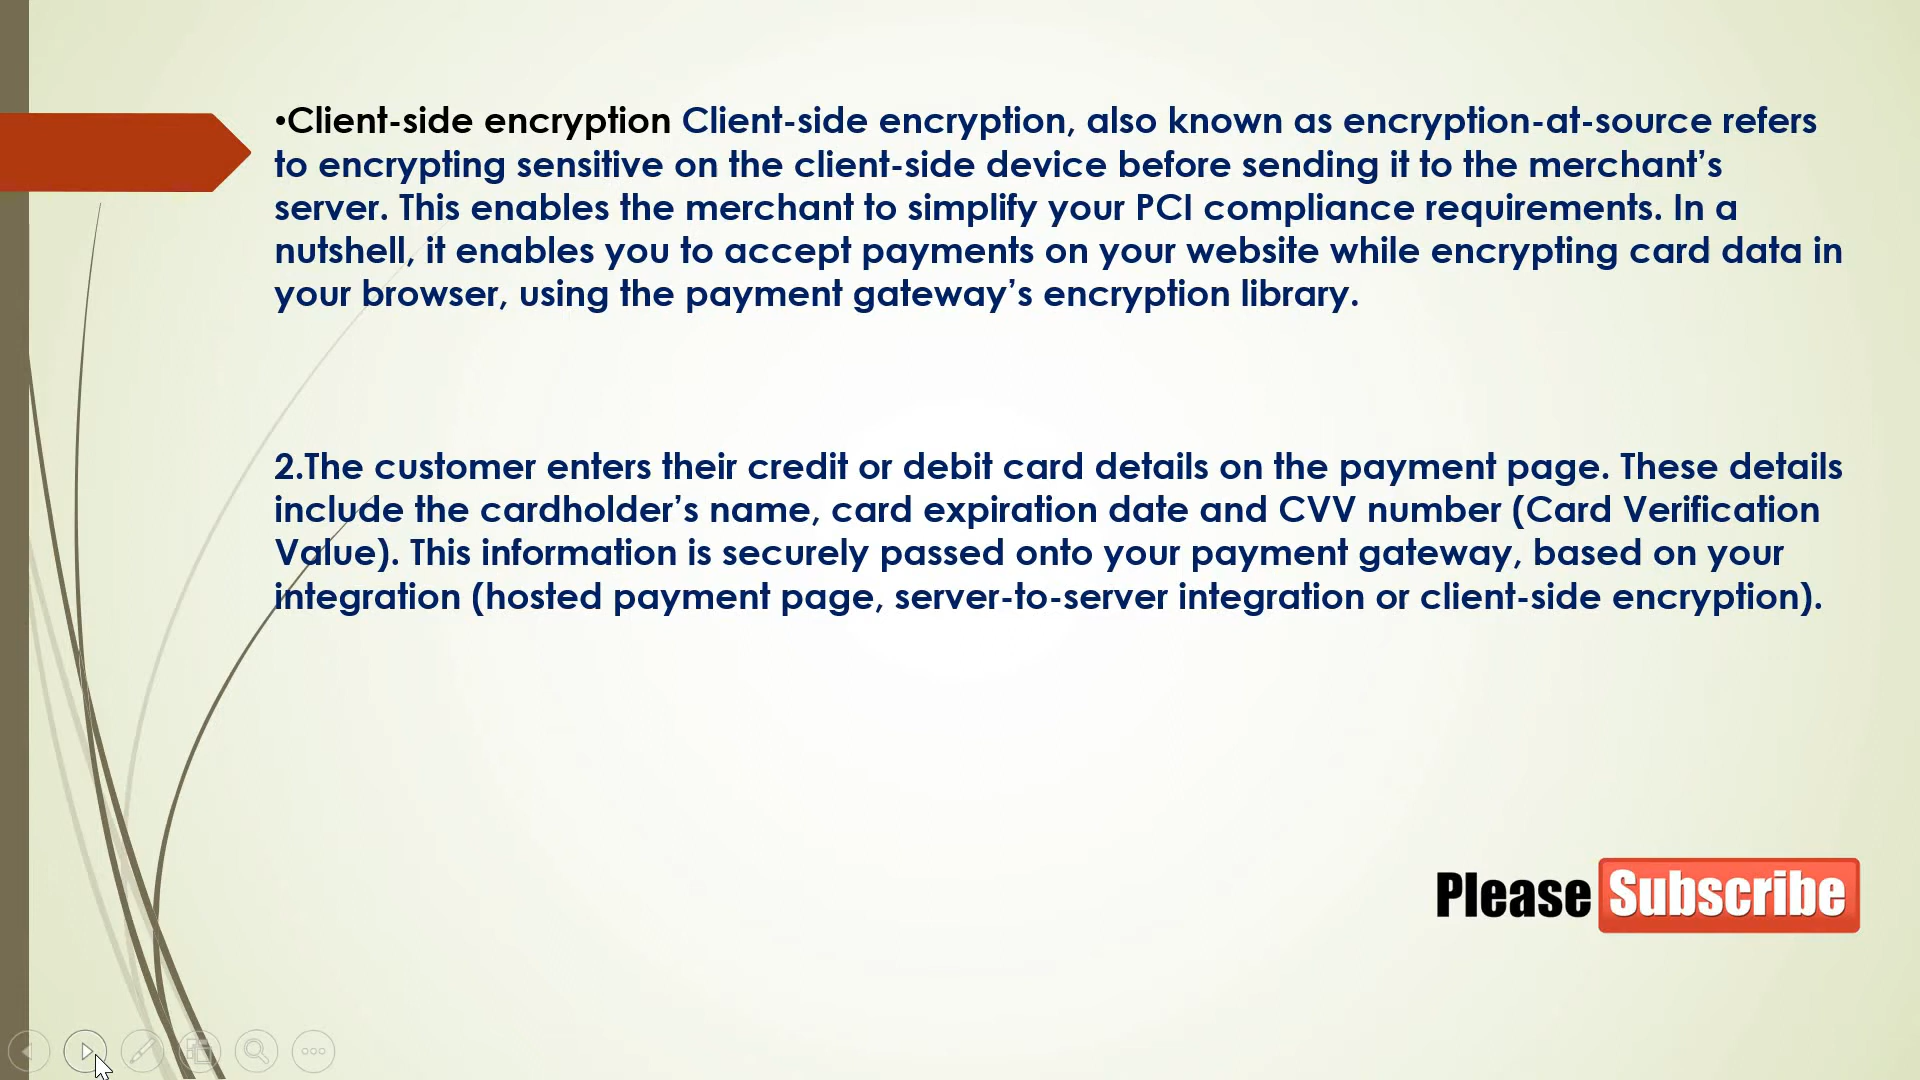 •Client-side encryption Client-side encryption, also known as encryption-at-source refers
to encrypting sensitive on the client-side device before sending it to the merchant’s
server. This enables the merchant to simplify your PCI compliance requirements. In a
nutshell, it enables you to accept payments on your website while encrypting card data in
your browser, using the payment gateway’s encryption library.
2.The customer enters their credit or debit card details on the payment page. These details
include the cardholder’s name, card expiration date and CVV number (Card Verification
Value). This information is securely passed onto your payment gateway, based on your
integration (hosted payment page, server-to-server integration or client-side encryption).
Please Subscribe